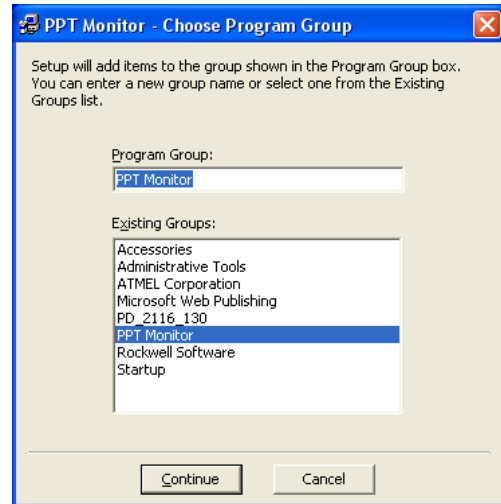 PPT Monitor - Choose Program Group
Setup will add items to the group shown in the Program Group box.
You can enter a new group name or select one from the Existing
Groups list.
Program Group:
PPT Monitor
Existing Groups:
Accessories
Administrative Tools
ATMEL Corporation
Microsoft Web Publishing
PD_2116_130
PPT Monitor
Rockwell Software
Startup
Continue
Cancel